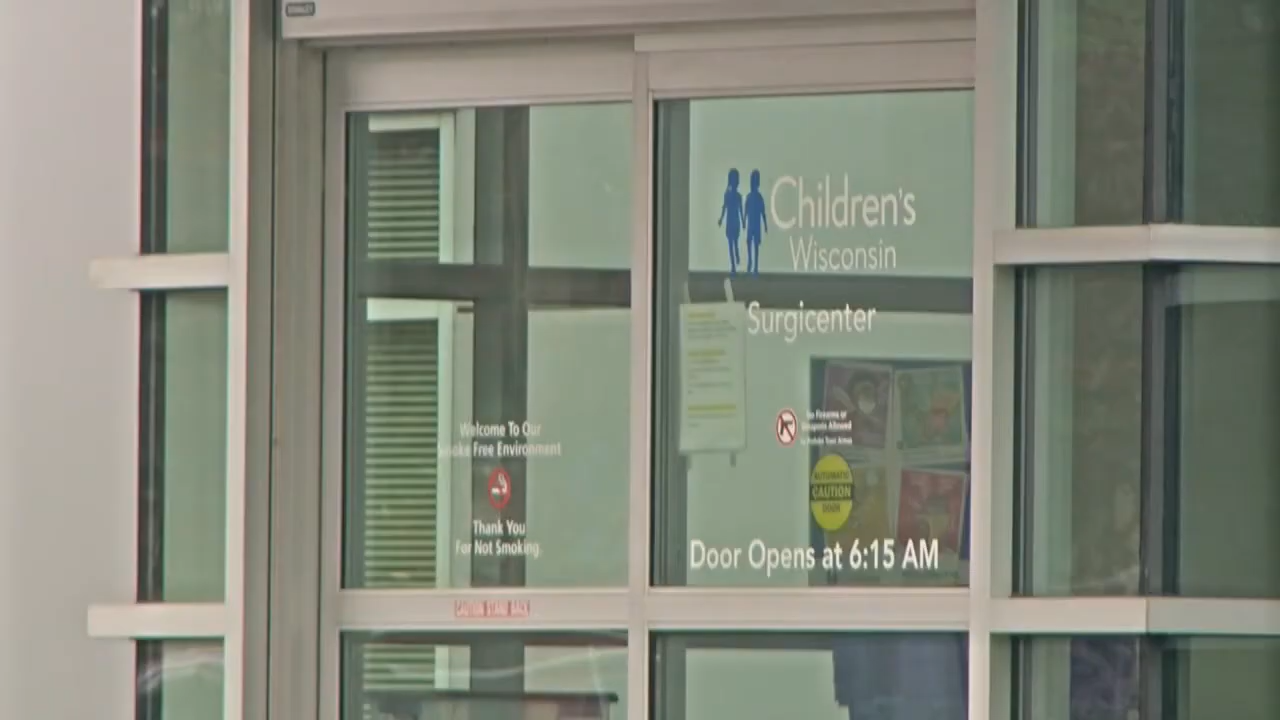 Children's
Wisconsin
Surgicenter
Welcome To Our
Smoke Free Environment
Thank You
For Not Smoking.
No Firearms or
Weapons Allowed
AUTOMATIC
CAUTION
DOOR
Door Opens at 6:15 AM
CAUTION STAND BACK